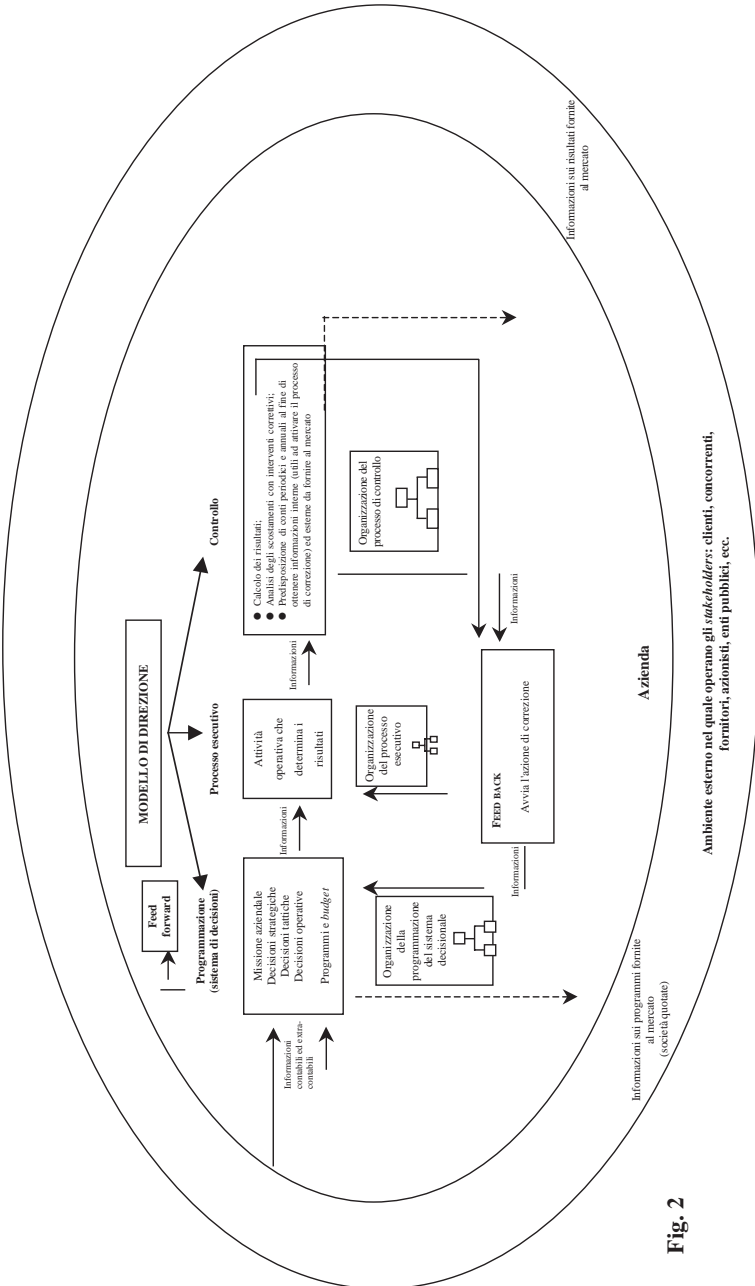 MODELLO DI DIREZIONE
Feed
forward
Programmazione
(sistema di decisioni)
Processo esecutivo
Controllo
Informazioni
contabili ed extra-
contabili
Missione aziendale
Decisioni strategiche
Decisioni tattiche
Decisioni operative
Programmi e budget
Informazioni
Attività
operativa che
determina i
risultati
Informazioni
● Calcolo dei risultati;
● Analisi degli scostamenti con interventi correttivi;
● Predisposizione di conti periodici e annuali al fine di
ottenere informazioni interne (utili ad attivare il processo
di correzione) ed esterne da fornire al mercato
Organizzazione
della
programmazione
del sistema
decisionale
Organizzazione
del processo
esecutivo
Organizzazione del
processo di controllo
Informazioni
FEED BACK
Avvia l'azione di correzione
Informazioni
Informazioni sui programmi fornite
al mercato
(società quotate)
Azienda
Informazioni sui risultati fornite
al mercato
Ambiente esterno nel quale operano gli stakeholders: clienti, concorrenti,
fornitori, azionisti, enti pubblici, ecc.
Fig. 2